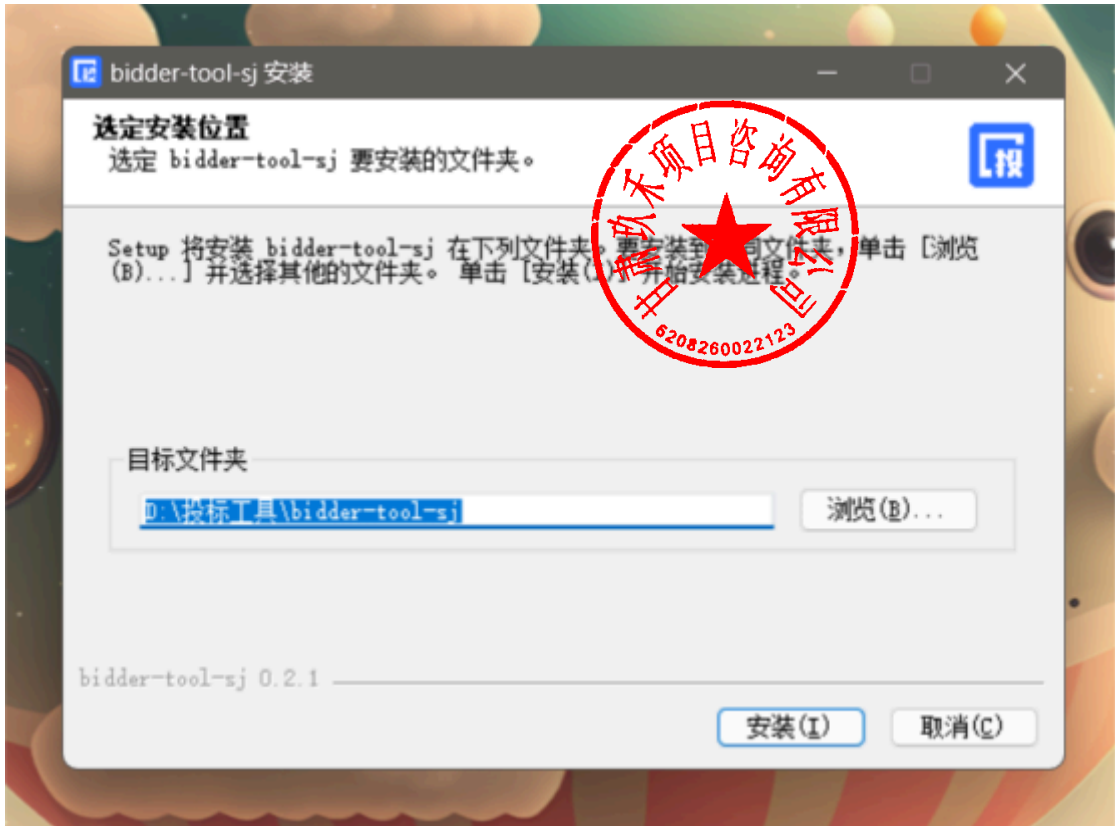 bidder-tool-sj 安装
选定安装位置
选定 bidder-tool-sj 要安装的文件夹。
投
甘肃玖禾项目咨询有限公司
6208260022123
Setup 将安装 bidder-tool-sj 在下列文件夹。要安装到不同文件夹，单击 [浏览
(B)...] 并选择其他的文件夹。 单击 [安装(I)] 开始安装进程。
目标文件夹
D:\投标工具\bidder-tool-sj
浏览(B)...
bidder-tool-sj 0.2.1
安装(I)
取消(C)